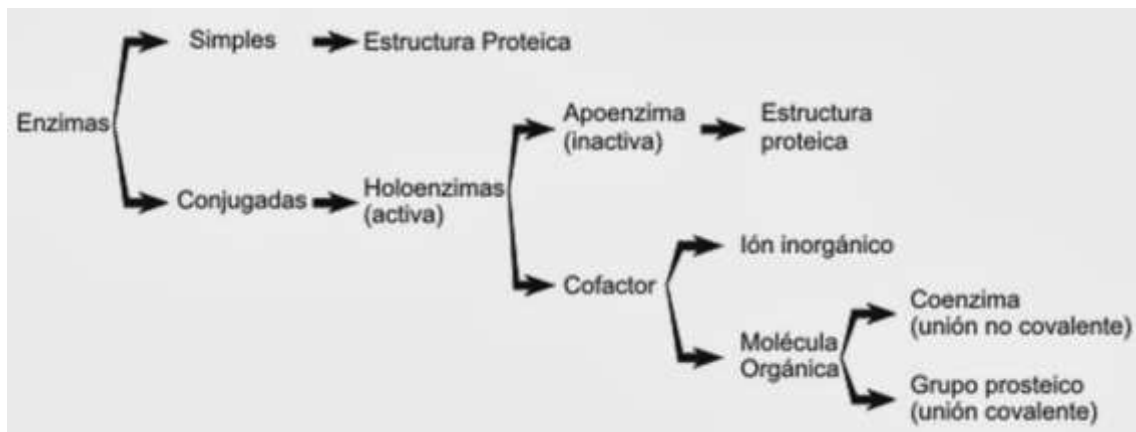 Simples
Estructura Proteica
Enzimas
Apoenzima
(inactiva)
Estructura
proteica
Conjugadas
Holoenzimas
(activa)
Ión inorgánico
Cofactor
Coenzima
(unión no covalente)
Molécula
Orgánica
Grupo prosteico
(unión covalente)